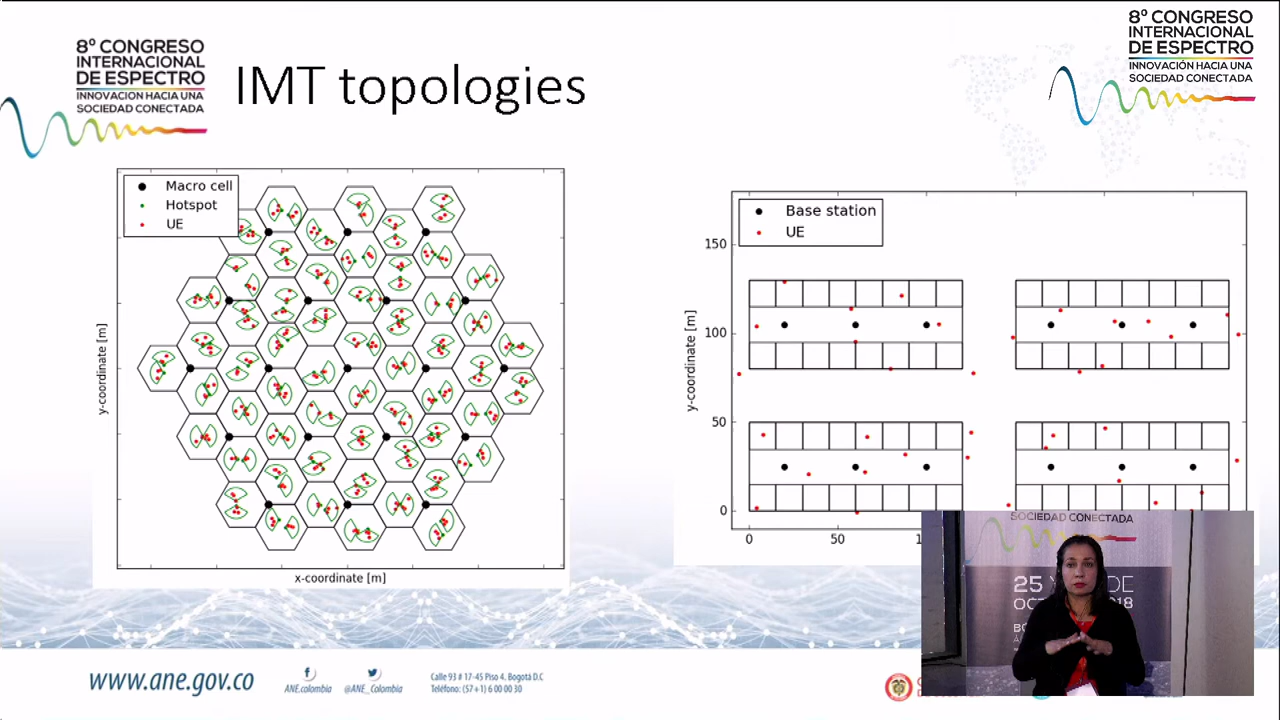 8º CONGRESO
INTERNACIONAL
DE ESPECTRO
INNOVACION HACIA UNA
SOCIEDAD CONECTADA
IMT topologies
8º CONGRESO
INTERNACIONAL
DE ESPECTRO
INNOVACIÓN HACIA UNA
SOCIEDAD CONECTADA
Macro cell
Hotspot
UE
y-coordinate [m]
x-coordinate [m]
Base station
UE
y-coordinate [m]
150
100
50
0
0
50
SOCIEDAD CONECTADA
25 Y DE
www.ane.gov.co
ANE.colombia
@ANE_Colombia
Calle 93 # 17-45 Piso 4. Bogotá D.C
Teléfono: (57+1) 6 00 00 30